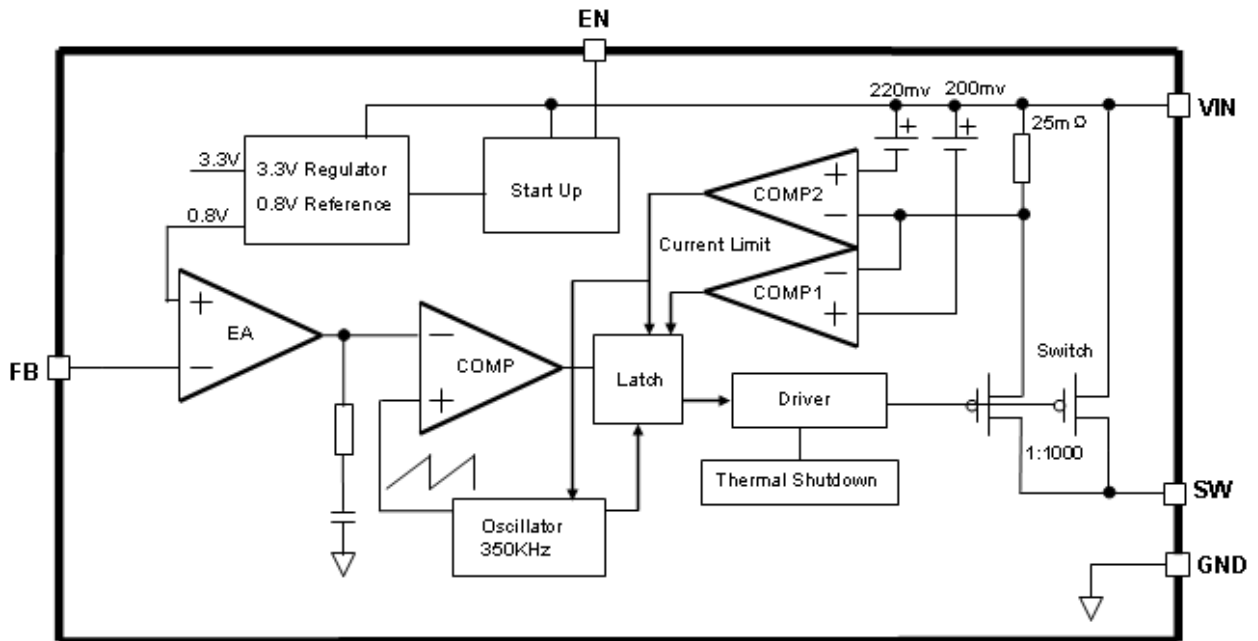 EN
220mv
200mv
VIN
25mΩ
3.3V
3.3V Regulator
0.8V Reference
Start Up
+
+
+
COMP2
−
0.8V
Current Limit
−
COMP1
+
+
EA
−
FB
−
COMP
+
Latch
Switch
Driver
1:1000
Thermal Shutdown
SW
Oscillator
350KHz
GND